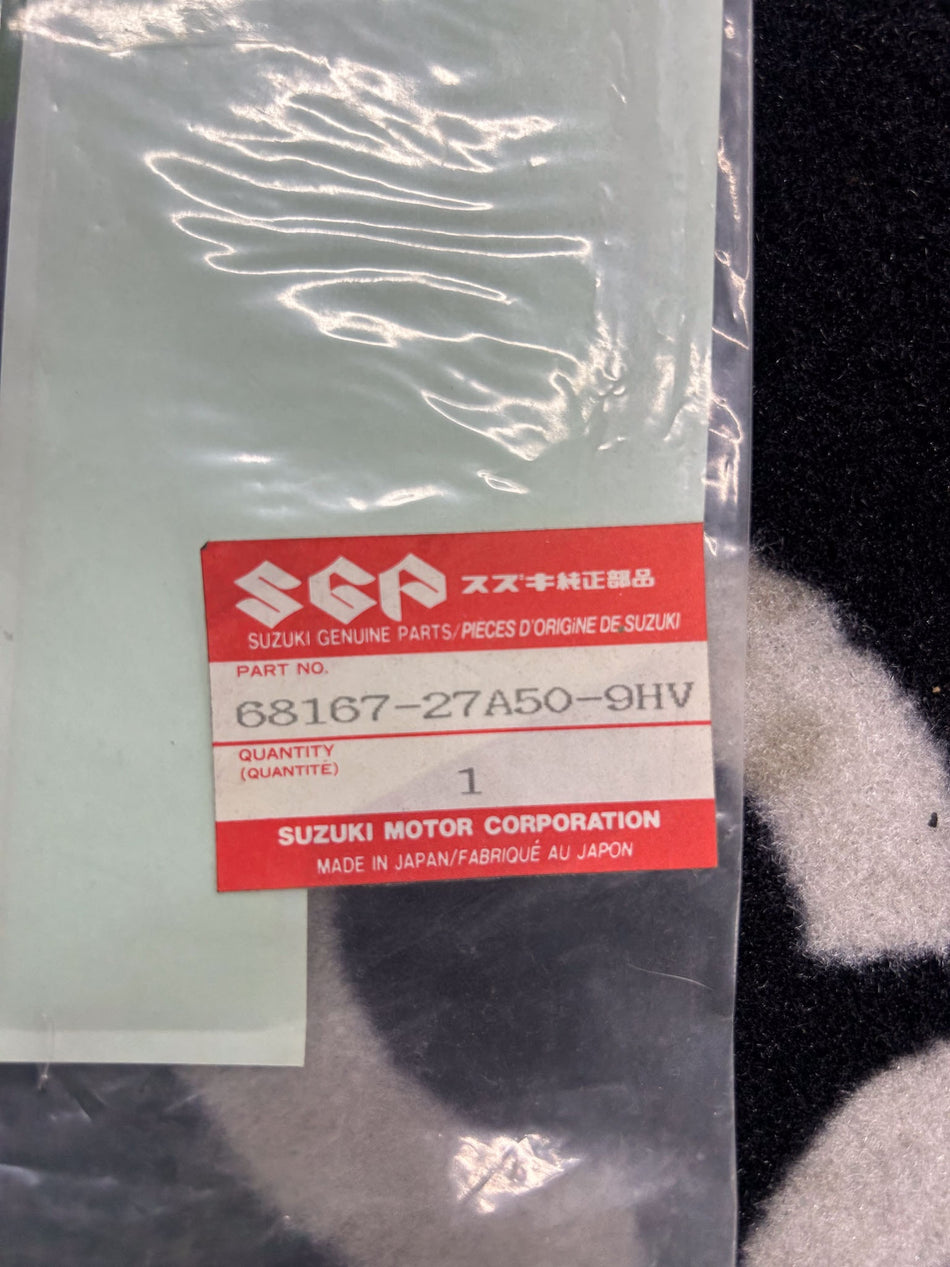 SGP スズキ純正部品
SUZUKI GENUINE PARTS/PIECES D'ORIGINE DE SUZUKI
PART NO.
68167-27A50-9HV
QUANTITY
(QUANTITÉ)
1
SUZUKI MOTOR CORPORATION
MADE IN JAPAN/FABRIQUÉ AU JAPON